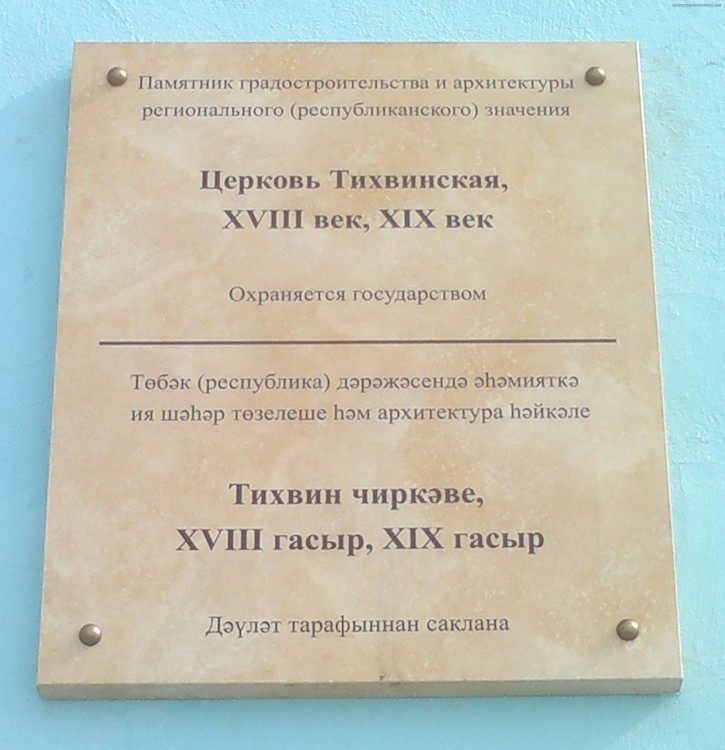 Памятник градостроительства и архитектуры
регионального (республиканского) значения
Церковь Тихвинская,
XVIII век, XIX век
Охраняется государством
Төбәк (республика) дәрәҗәсендә әһәмияткә
ия шәһәр төзелеше һәм архитектура һәйкәле
Тихвин чиркәве,
XVIII гасыр, XIX гасыр
Дәүләт тарафыннан саклана